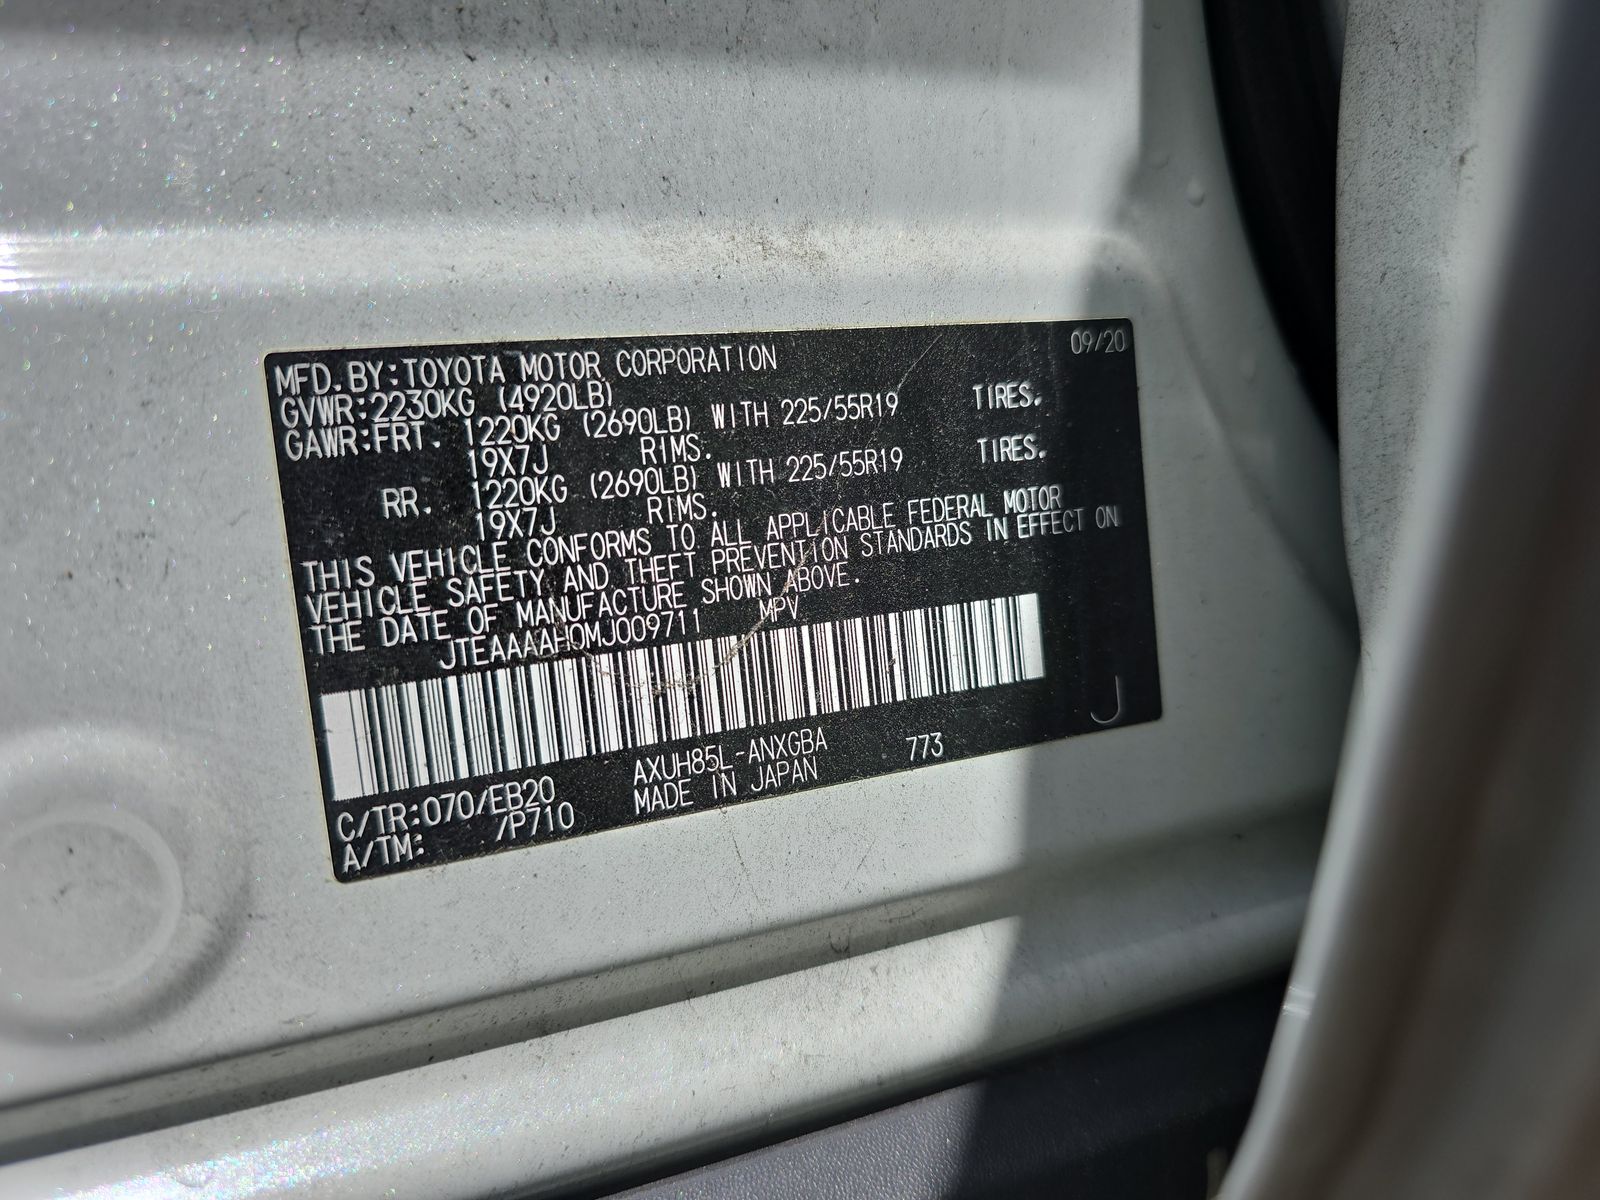 09/20
MFD.BY:TOYOTA MOTOR CORPORATION
GVWR:2230KG (4920LB)
GAWR:FRT. 1220KG (2690LB) WITH 225/55R19 TIRES.
19X7J RIMS.
RR. 1220KG (2690LB) WITH 225/55R19 TIRES.
19X7J RIMS.
THIS VEHICLE CONFORMS TO ALL APPLICABLE FEDERAL MOTOR
VEHICLE SAFETY AND THEFT PREVENTION STANDARDS IN EFFECT ON
THE DATE OF MANUFACTURE SHOWN ABOVE.
JTEAAAAH0MJ009711 MPV
J
C/TR:070/EB20 AXUH85L-ANXGBA 773
A/TM: /P710 MADE IN JAPAN